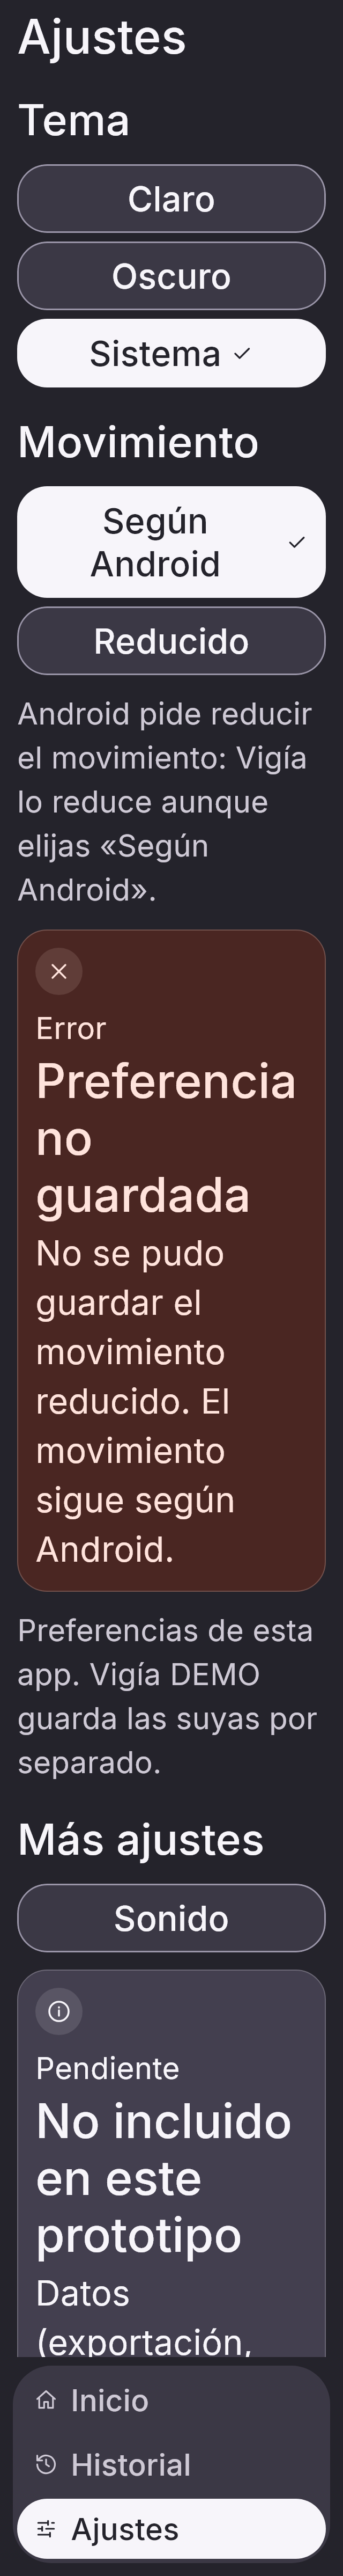 Ajustes
Tema
Claro
Oscuro
Sistema
Movimiento
Según
Android
Reducido
Android pide reducir
el movimiento: Vigía
lo reduce aunque
elijas «Según
Android».
Error
Preferencia
no
guardada
No se pudo
guardar el
movimiento
reducido. El
movimiento
sigue según
Android.
Preferencias de esta
app. Vigía DEMO
guarda las suyas por
separado.
Más ajustes
Sonido
Pendiente
No incluido
en este
prototipo
Datos
(exportación,
Inicio
Historial
Ajustes